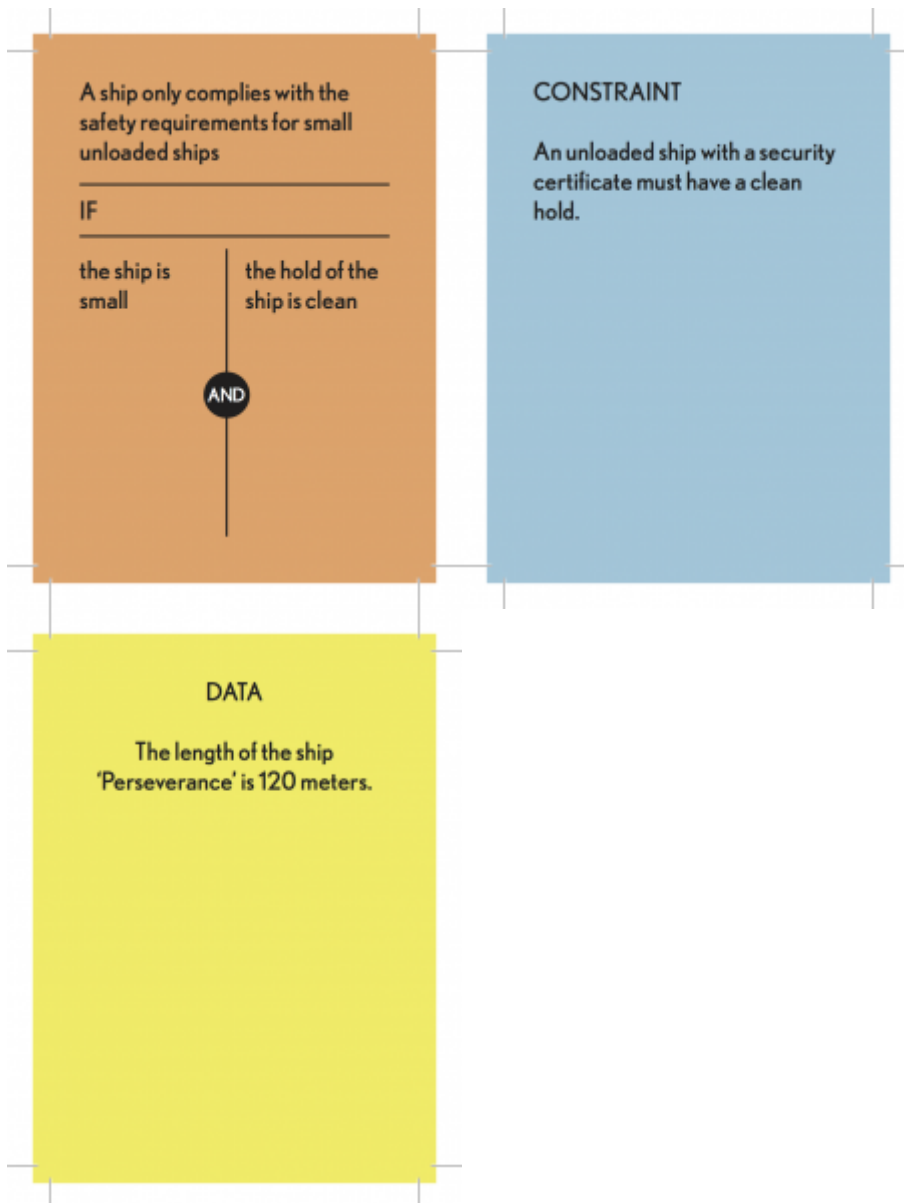 A ship only complies with the
safety requirements for small
unloaded ships
IF
the ship is
small
the hold of the
ship is clean
AND
CONSTRAINT
An unloaded ship with a security
certificate must have a clean
hold.
DATA
The length of the ship
‘Perseverance’ is 120 meters.